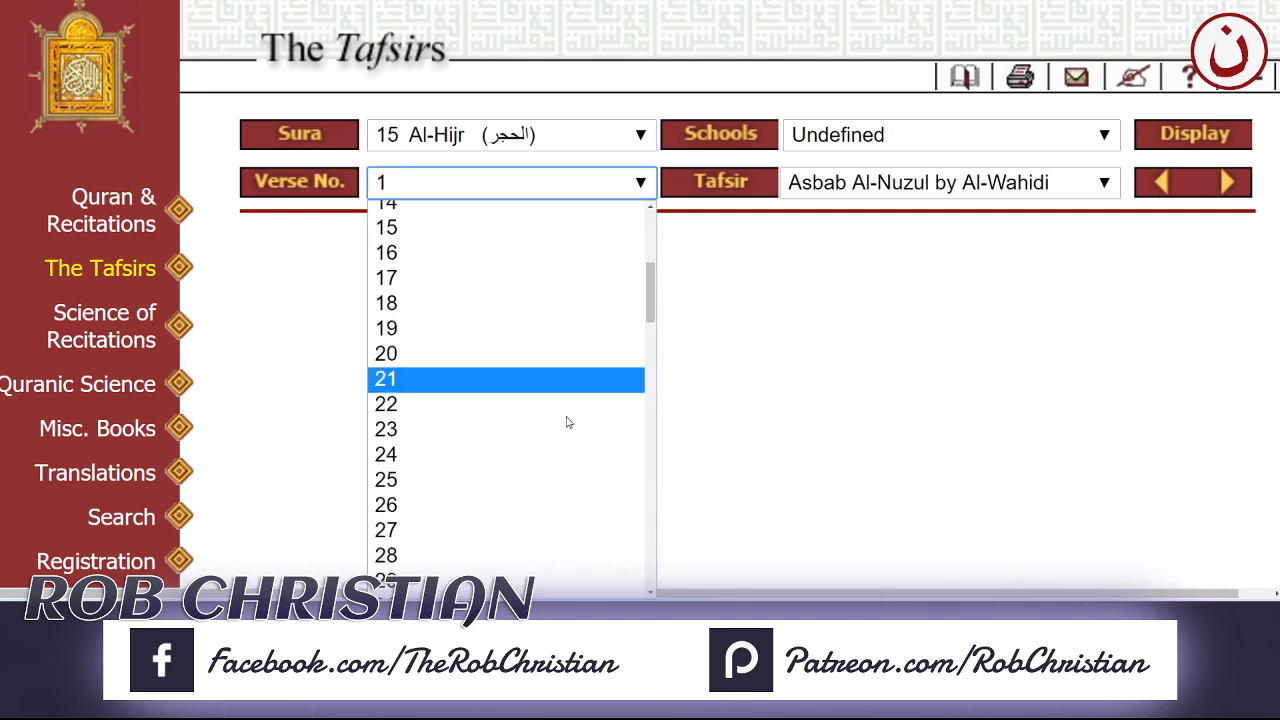 The Tafsirs
ن
?
Sura
15 Al-Hijr (الحجر)
Schools
Undefined
Display
Verse No.
1
Tafsir
Asbab Al-Nuzul by Al-Wahidi
14
15
16
17
18
19
20
21
22
23
24
25
26
27
28
Quran &
Recitations
The Tafsirs
Science of
Recitations
Quranic Science
Misc. Books
Translations
Search
Registration
ROB CHRISTIAN
f
Facebook.com/TheRobChristian
Patreon.com/RobChristian